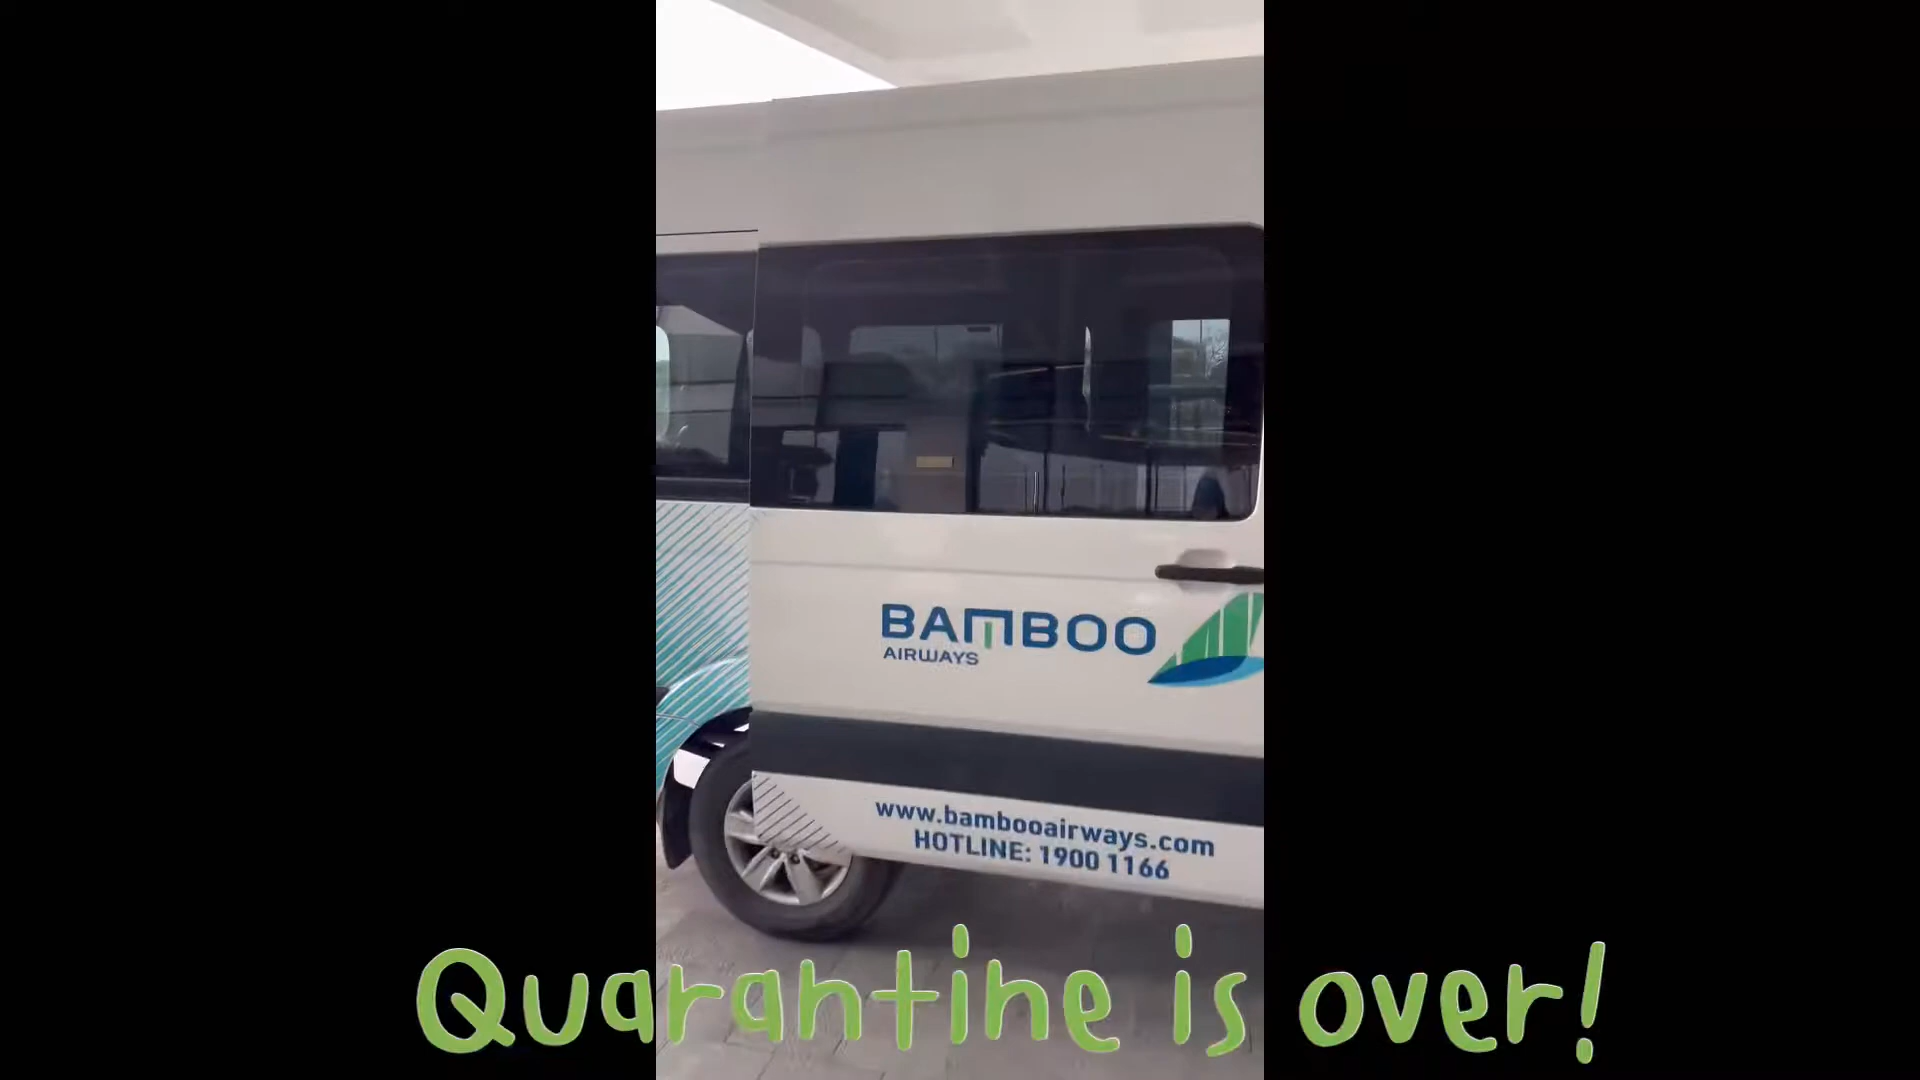 BAMBOO
AIRWAYS
www.bambooairways.com
HOTLINE: 1900 1166
Quarantine is over!